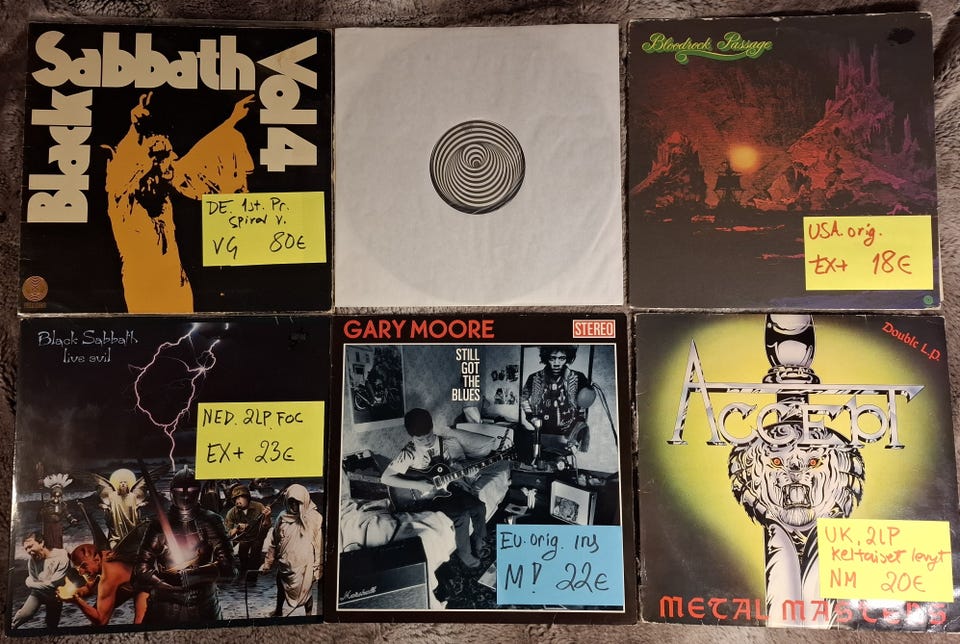 Black
Sabbath
Vol 4
DE. 1st. Pr.
spiral v.
VG 80€
Bloodrock Passage
USA. orig.
EX+ 18€
Black Sabbath
live evil
NED. 2LP. FOC
EX+ 23€
GARY MOORE
STEREO
STILL
GOT
THE
BLUES
Marshall
EU. orig. ins
M! 22€
Double L.P.
ACCEPT
UK, 2LP
keltaiset levyt
NM 20€
METAL MASTERS